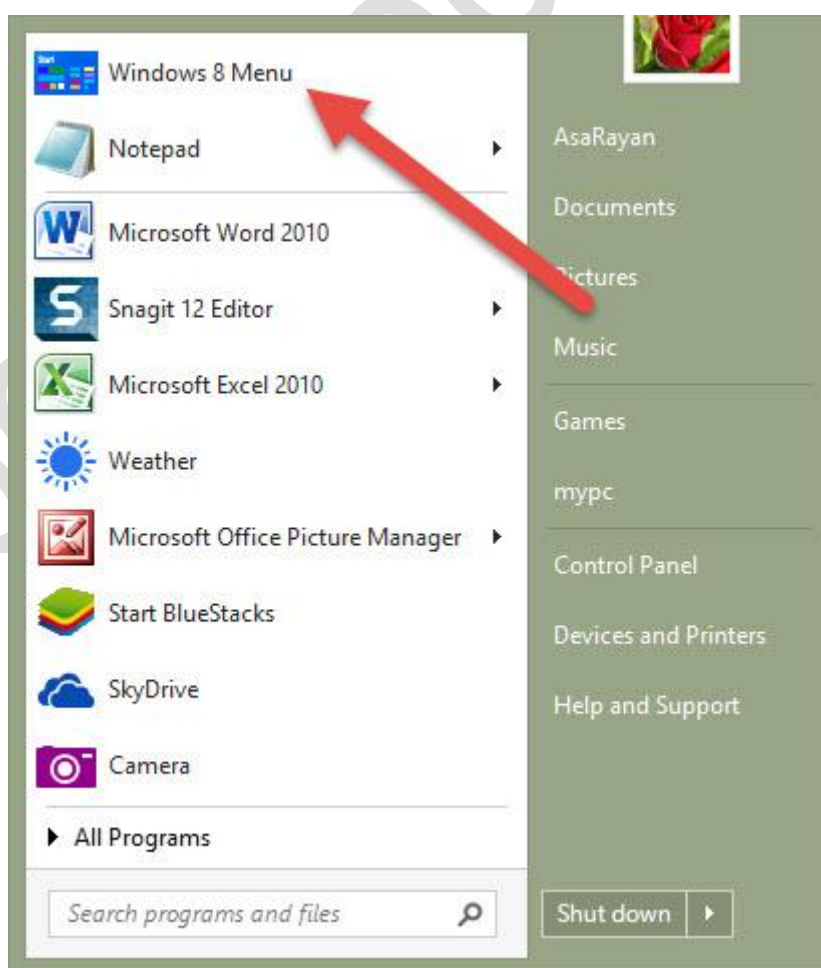 Start
Windows 8 Menu
Notepad
Microsoft Word 2010
Snagit 12 Editor
Microsoft Excel 2010
Weather
Microsoft Office Picture Manager
Start BlueStacks
SkyDrive
Camera
All Programs
Search programs and files
AsaRayan
Documents
Pictures
Music
Games
mypc
Control Panel
Devices and Printers
Help and Support
Shut down